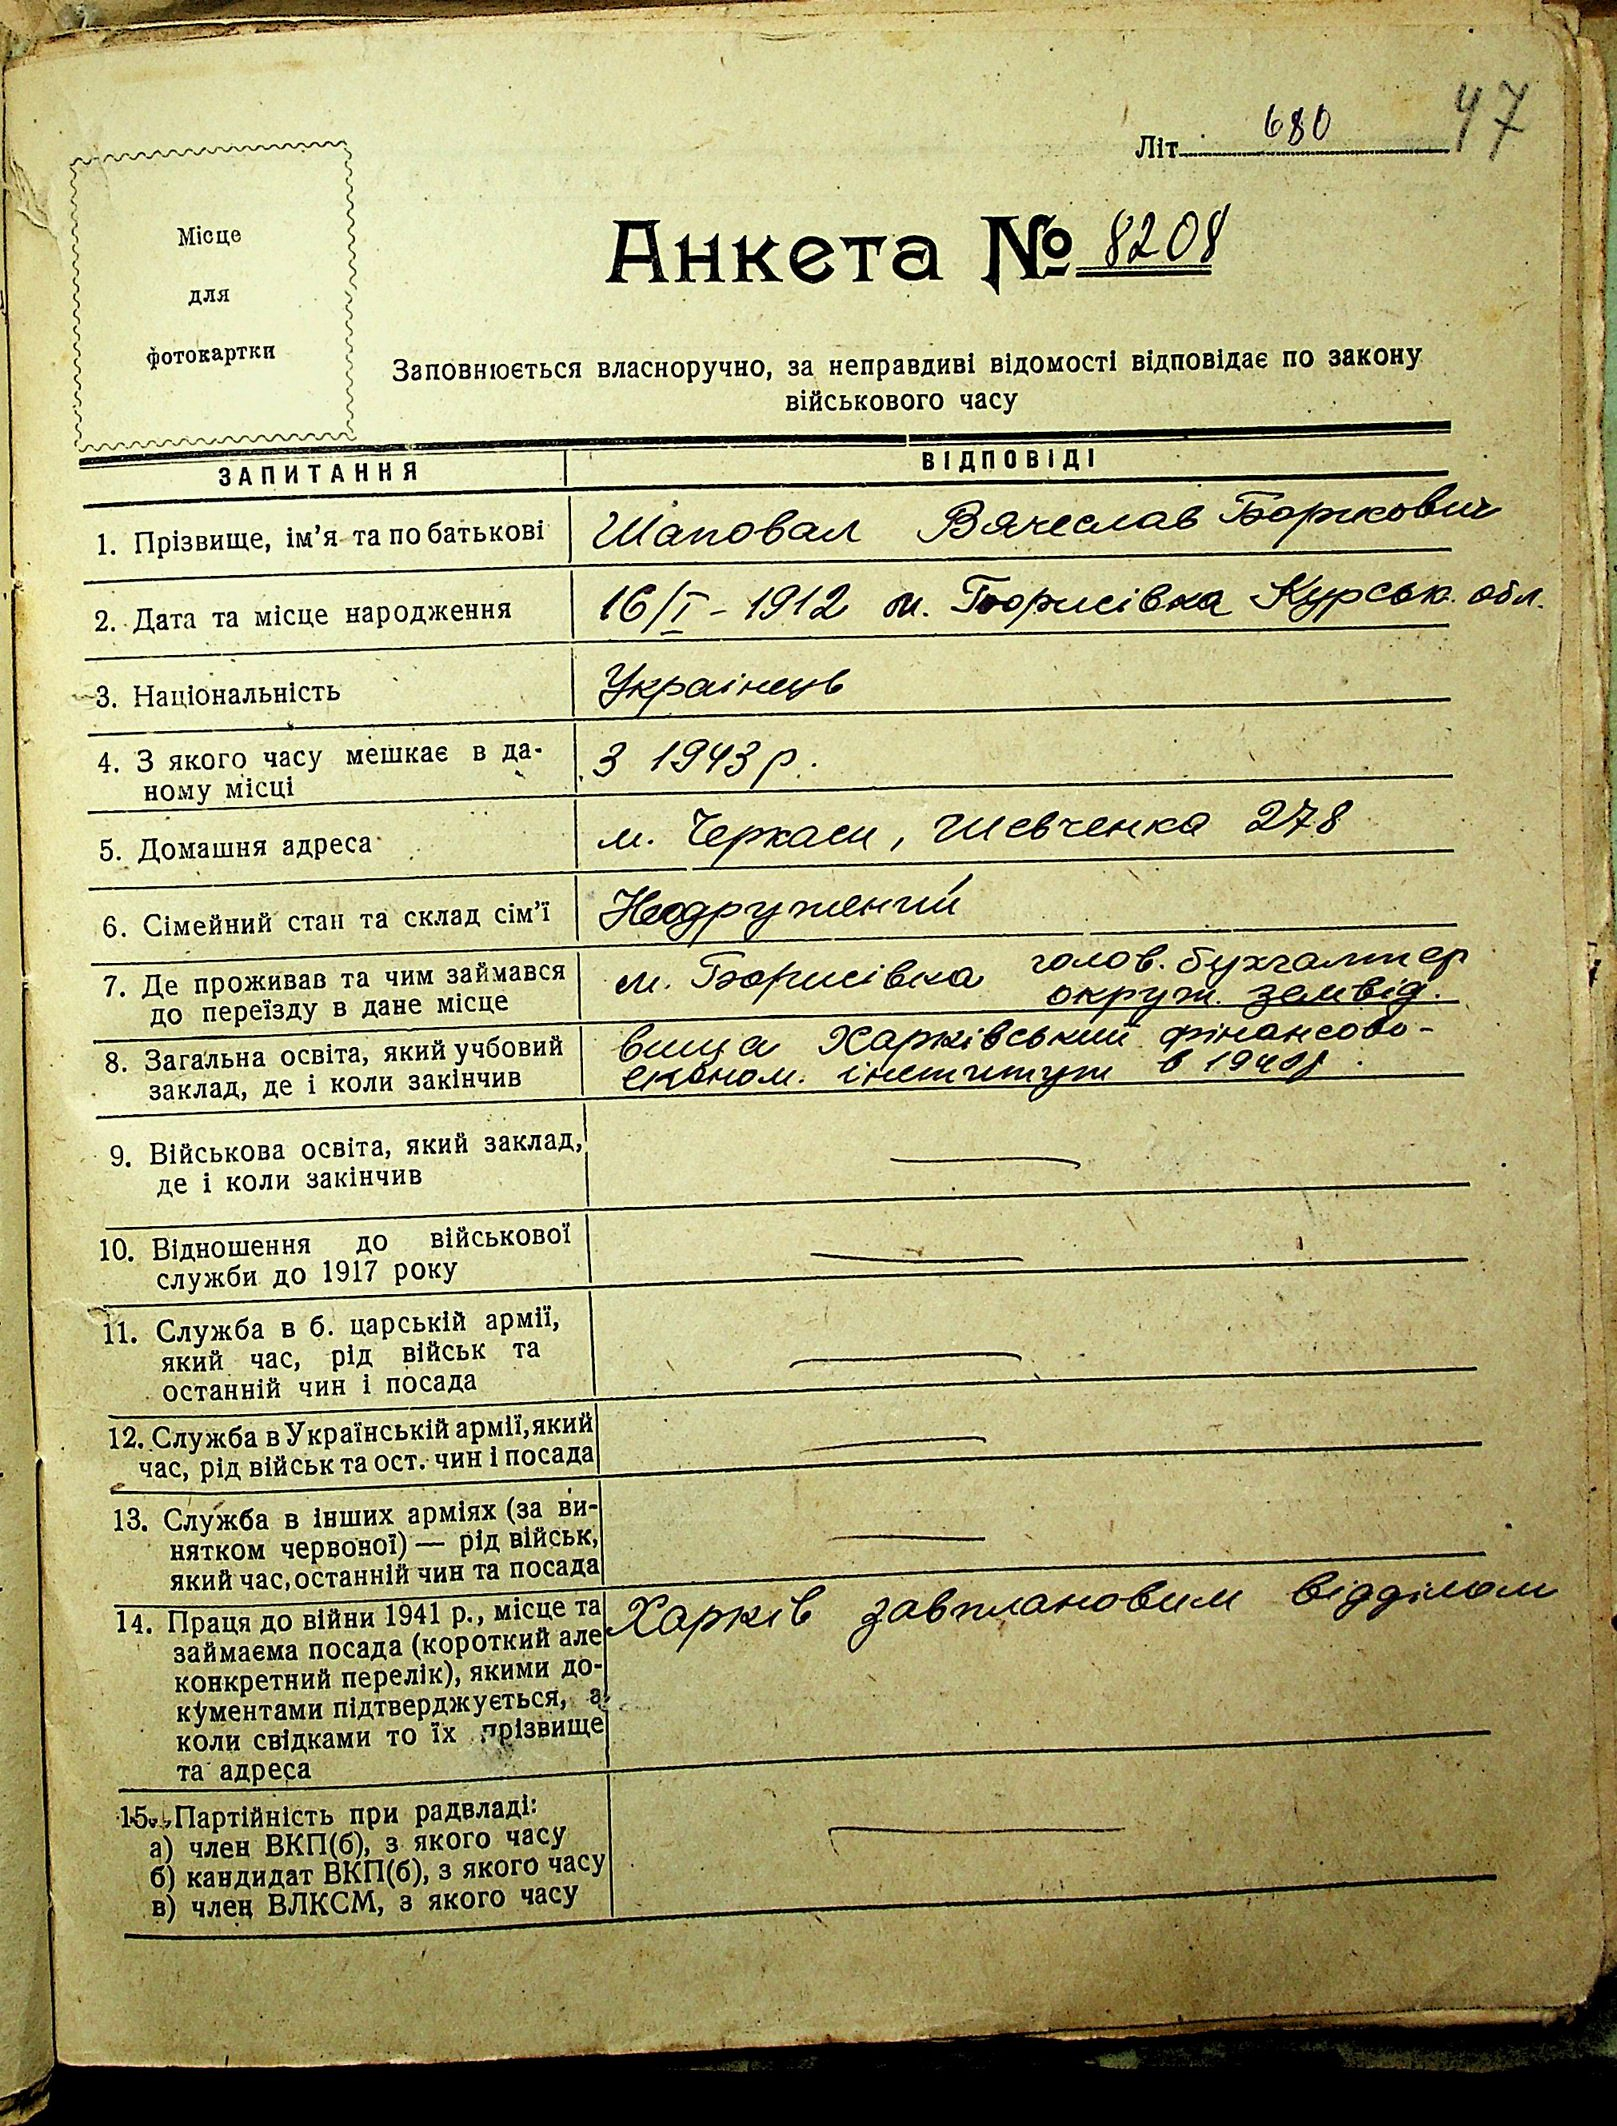 47
Літ. 680
Місце
для
фотокартки
Анкета № 8208
Заповнюється власноручно, за неправдиві відомості відповідає по закону
військового часу
ЗАПИТАННЯ ВІДПОВІДІ
1. Прізвище, ім’я та по батькові Шаповал Вячеслав
2. Дата та місце народження 16/I – 1912 м. Борисівка Курськ. обл.
3. Національність Украінець
4. З якого часу мешкає в да- З 1943 р.
ному місці
5. Домашня адреса м. Черкаси, Шевченка 278
6. Сімейний стан та склад сім’ї Неодружений
7. Де проживав та чим займався м. Борисівка голов. бухгалтер
до переїзду в дане місце округ. земвід.
8. Загальна освіта, який учбовий вища Харківський фінансово-
заклад, де і коли закінчив економ. інститут в 1940 р.
9. Військова освіта, який заклад, —
де і коли закінчив
10. Відношення до військової —
служби до 1917 року
11. Служба в б. царській армії,
який час, рід військ та —
останній чин і посада
12. Служба в Українській армії, який —
час, рід військ та ост. чин і посада
13. Служба в інших арміях (за ви-
нятком червоної) — рід військ, —
який час, останній чин та посада
14. Праця до війни 1941 р., місце та Харків завплановим відділом
займаєма посада (короткий але
конкретний перелік), якими до-
кументами підтверджується, а
коли свідками то їх прізвище
та адреса
15. Партійність при радвладі:
а) член ВКП(б), з якого часу —
б) кандидат ВКП(б), з якого часу
в) член ВЛКСМ, з якого часу